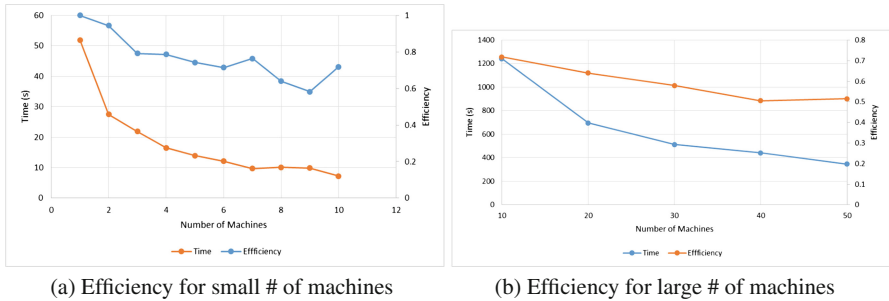 60
50
40
30
20
10
0
Time (s)
1
0.8
0.6
0.4
0.2
0
Efficiency
0 2 4 6 8 10 12
Number of Machines
Time Effficiency
(a) Efficiency for small # of machines
1400
1200
1000
800
600
400
200
0
Time (s)
0.8
0.7
0.6
0.5
0.4
0.3
0.2
0.1
0
Efficiency
10 20 30 40 50
Number of Machines
Time Effficiency
(b) Efficiency for large # of machines